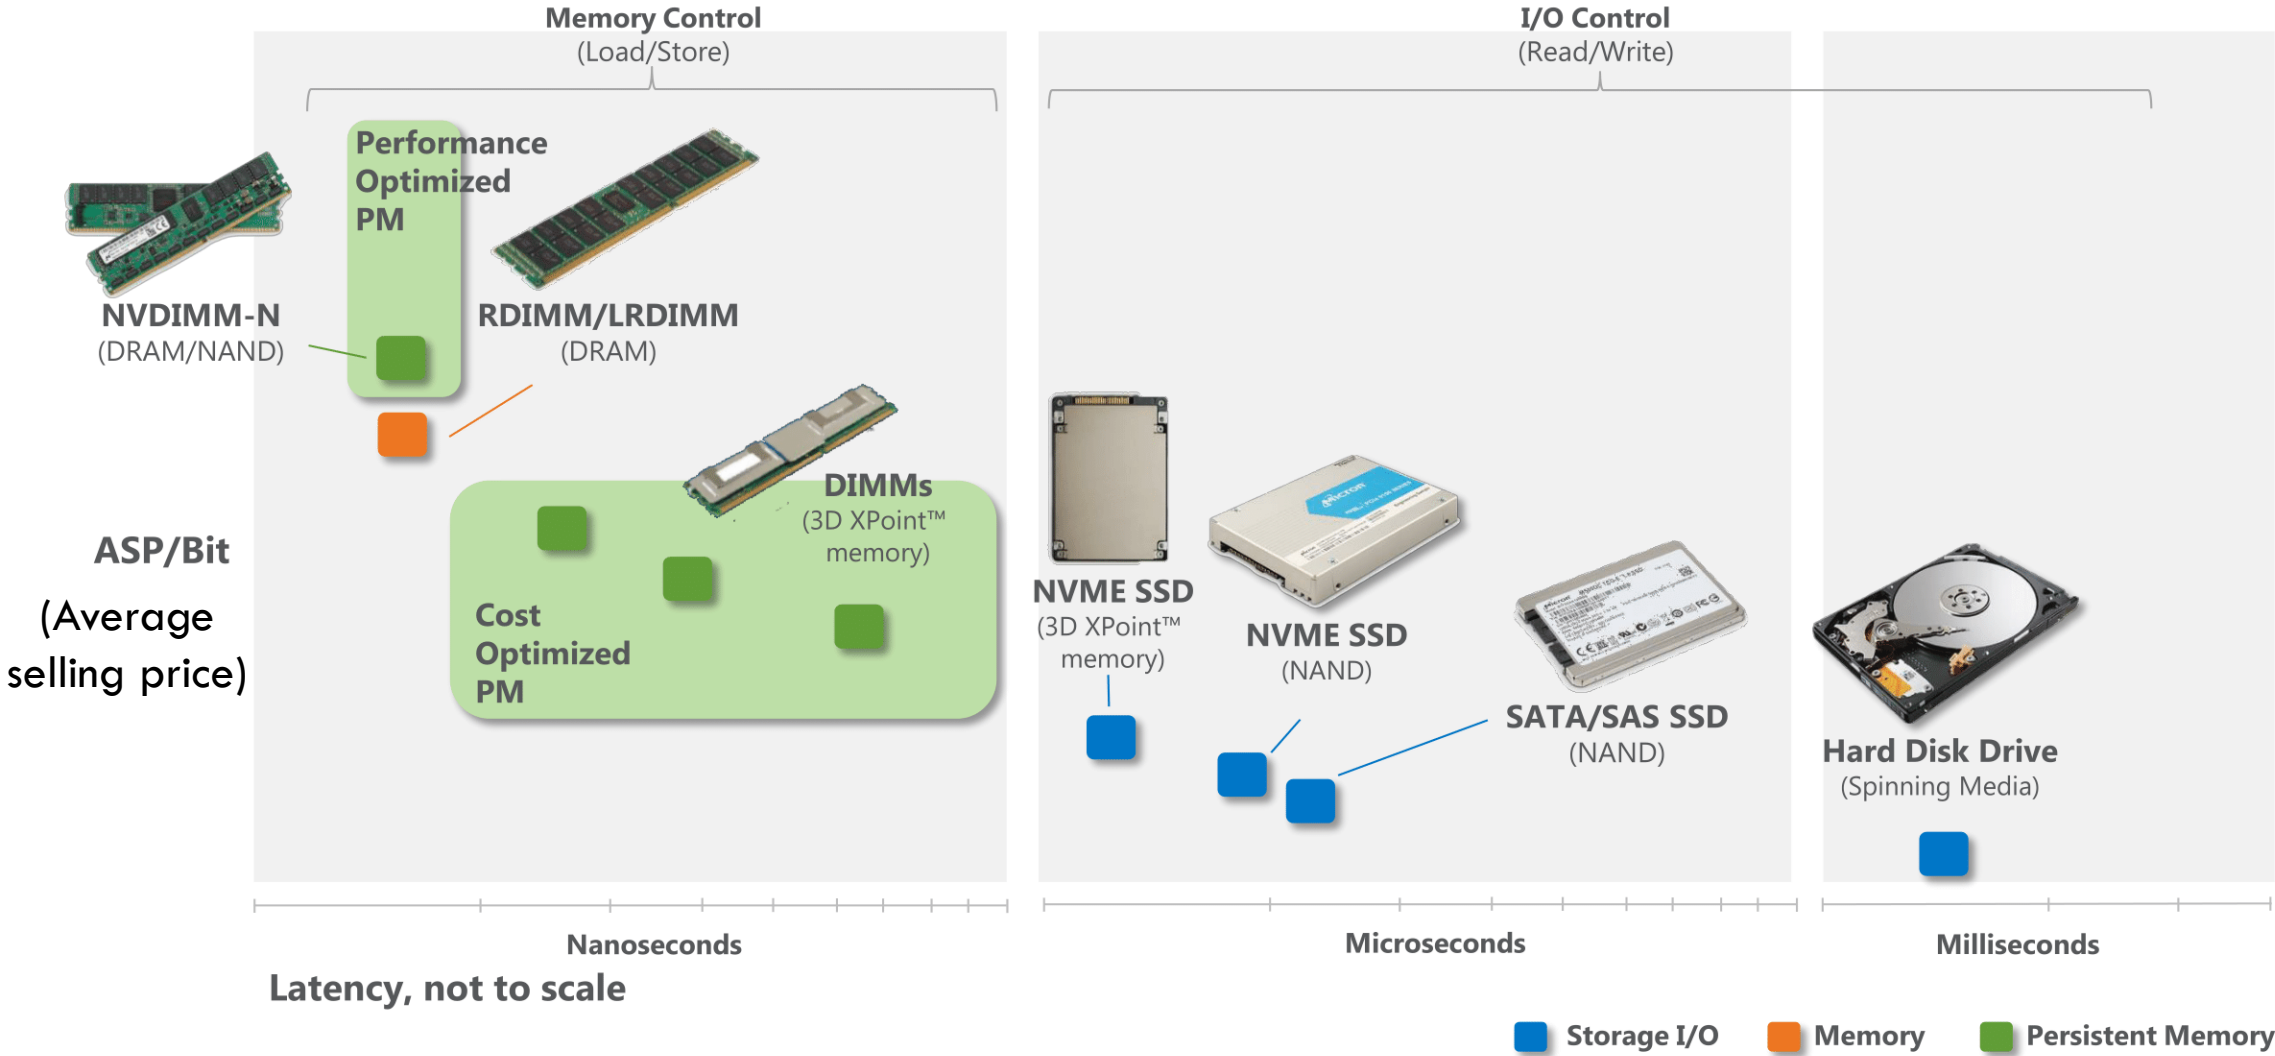 Memory Control
(Load/Store)
I/O Control
(Read/Write)
Performance
Optimized
PM
NVDIMM-N
(DRAM/NAND)
RDIMM/LRDIMM
(DRAM)
DIMMs
(3D XPoint™
memory)
Cost
Optimized
PM
ASP/Bit
(Average
selling price)
NVME SSD
(3D XPoint™
memory)
Micron
NVME SSD
(NAND)
SATA/SAS SSD
(NAND)
Hard Disk Drive
(Spinning Media)
Nanoseconds
Microseconds
Milliseconds
Latency, not to scale
Storage I/O
Memory
Persistent Memory